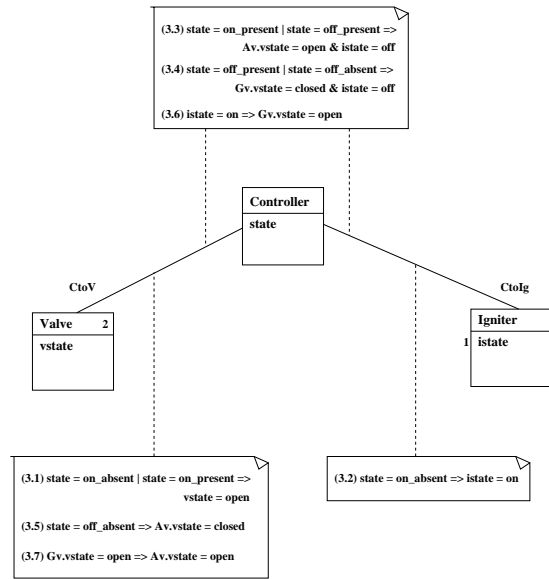 (3.3) state = on_present | state = off_present =>
Av.vstate = open & istate = off
(3.4) state = off_present | state = off_absent =>
Gv.vstate = closed & istate = off
(3.6) istate = on => Gv.vstate = open
Controller
state
CtoV
CtoIg
Valve 2
vstate
Igniter
1 istate
(3.1) state = on_absent | state = on_present =>
vstate = open
(3.5) state = off_absent => Av.vstate = closed
(3.7) Gv.vstate = open => Av.vstate = open
(3.2) state = on_absent => istate = on